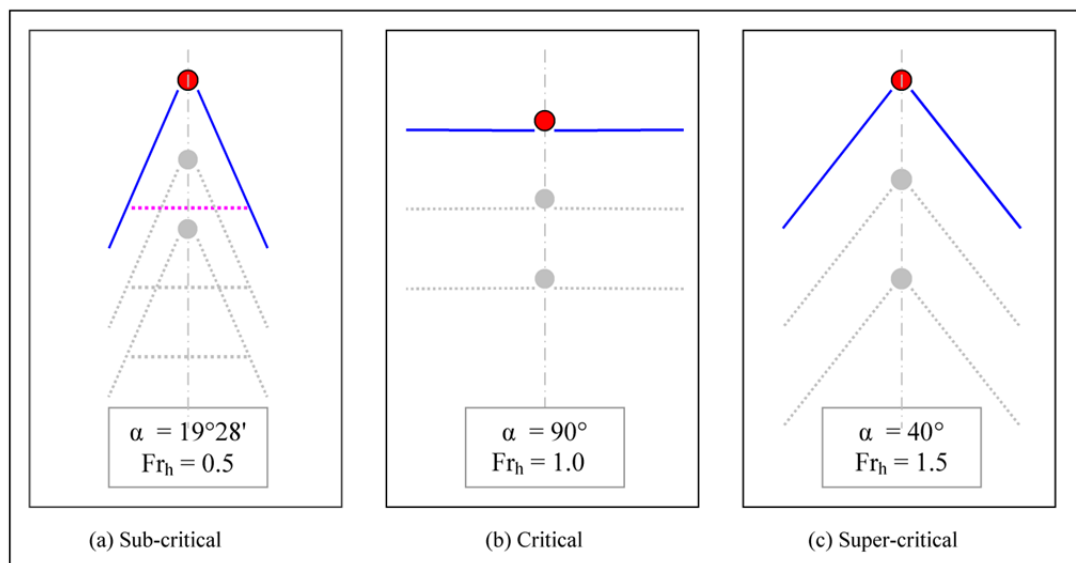 α = 19°28'
Frₕ = 0.5
α = 90°
Frₕ = 1.0
α = 40°
Frₕ = 1.5
(a) Sub-critical
(b) Critical
(c) Super-critical